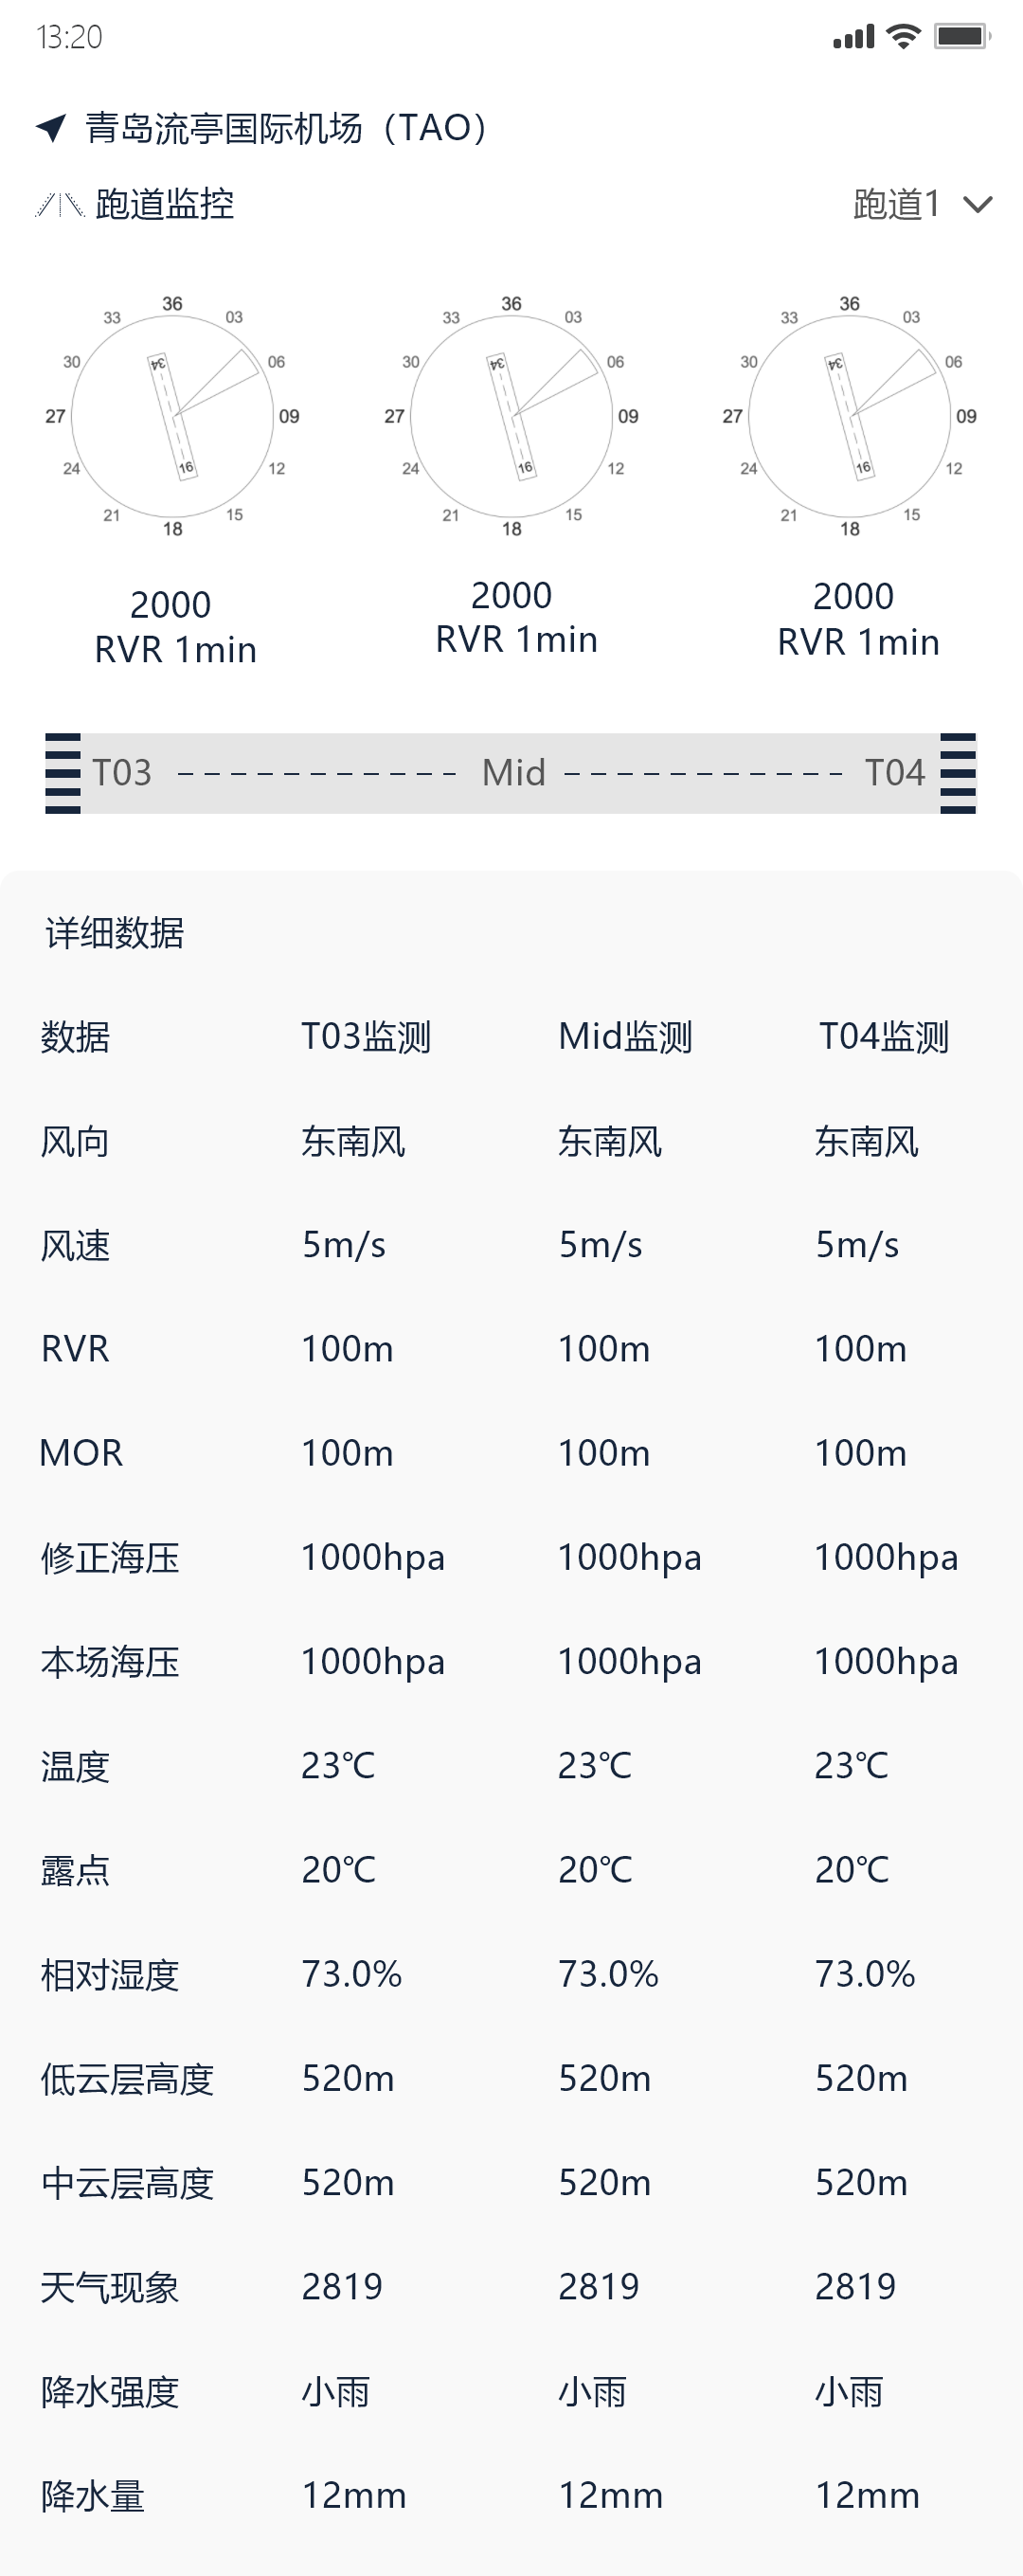 13:20
青岛流亭国际机场（TAO）
跑道监控 跑道1
36 36 36
33 03 33 03 33 03
30 06 30 06 30 06
34 34 34
27 09 27 09 27 09
24 12 24 12 24 12
16 16 16
21 15 21 15 21 15
18 18 18
2000 2000 2000
RVR 1min RVR 1min RVR 1min
T03 Mid T04
详细数据
数据 T03监测 Mid监测 T04监测
风向 东南风 东南风 东南风
风速 5m/s 5m/s 5m/s
RVR 100m 100m 100m
MOR 100m 100m 100m
修正海压 1000hpa 1000hpa 1000hpa
本场海压 1000hpa 1000hpa 1000hpa
温度 23℃ 23℃ 23℃
露点 20℃ 20℃ 20℃
相对湿度 73.0% 73.0% 73.0%
低云层高度 520m 520m 520m
中云层高度 520m 520m 520m
天气现象 2819 2819 2819
降水强度 小雨 小雨 小雨
降水量 12mm 12mm 12mm